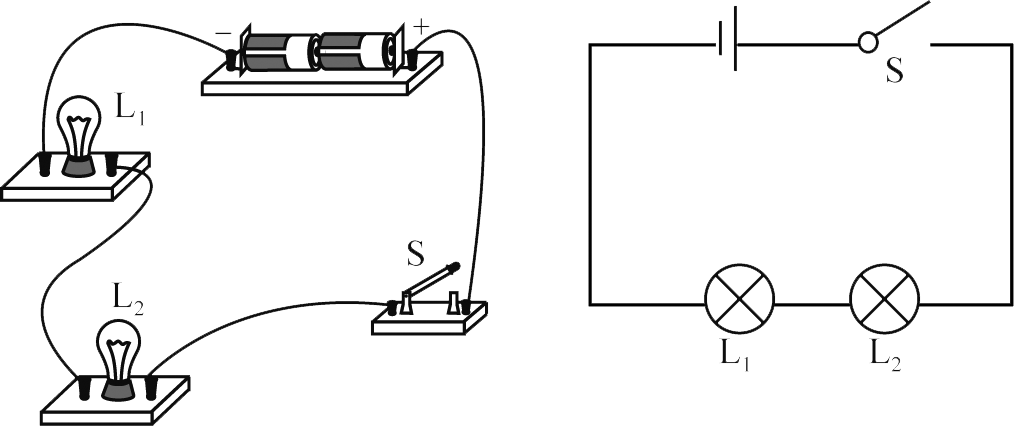 − +
L₁
S
L₂
S
L₁ L₂